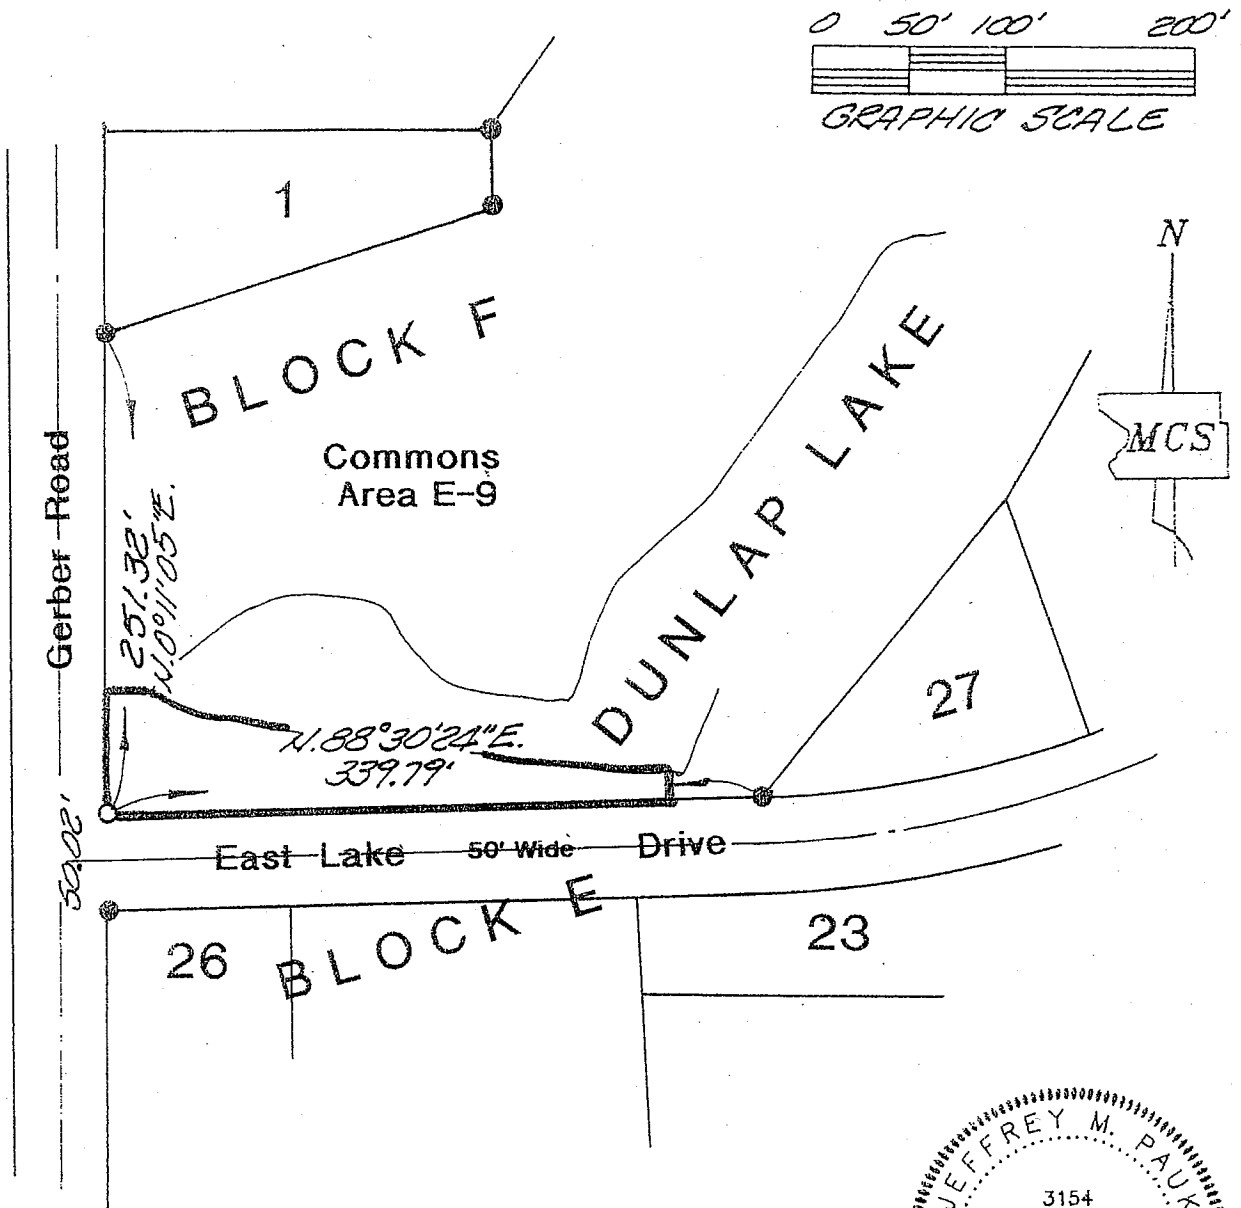 0 50' 100' 200'
GRAPHIC SCALE
1
N
BLOCK F
MCS
Commons
Area E-9
Gerber Road
251.32'
N.0°11'05"E.
DUNLAP LAKE
27
N.88°30'24"E.
339.79'
50.02'
East Lake 50' Wide Drive
BLOCK E
26
23
JEFFREY M. PAUK
3154